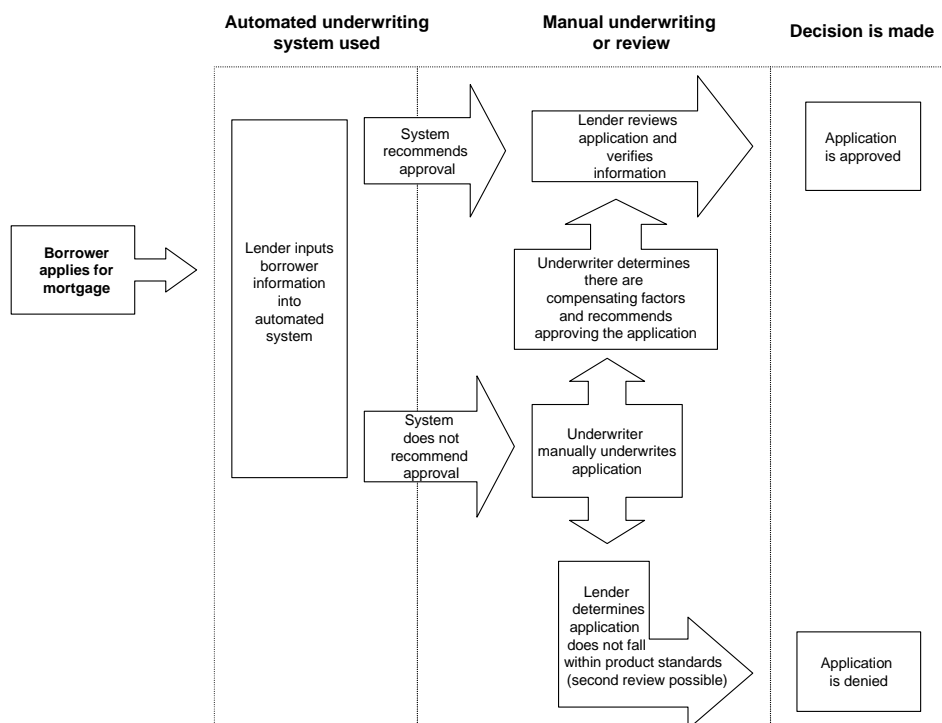 Automated underwriting
system used
Manual underwriting
or review
Decision is made
Borrower
applies for
mortgage
Lender inputs
borrower
information
into
automated
system
System
recommends
approval
Lender reviews
application and
verifies
information
Application
is approved
Underwriter determines
there are
compensating factors
and recommends
approving the application
System
does not
recommend
approval
Underwriter
manually underwrites
application
Lender
determines
application
does not fall
within product standards
(second review possible)
Application
is denied